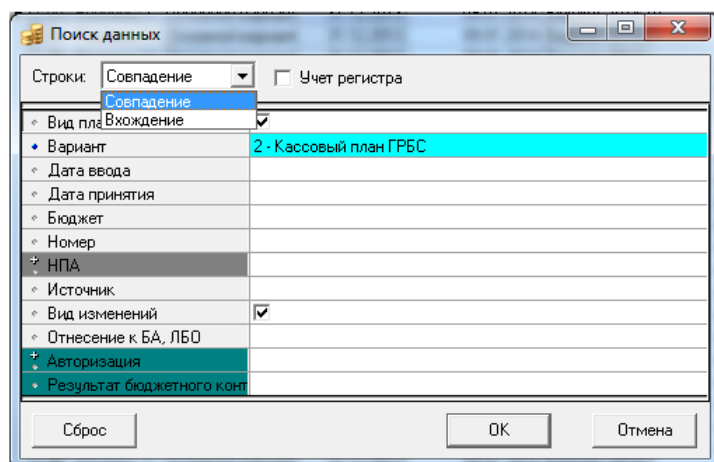 Поиск данных
Строки: Совпадение Учет регистра
Совпадение
Вхождение
Вид пла
Вариант 2 - Кассовый план ГРБС
Дата ввода
Дата принятия
Бюджет
Номер
НПА
Источник
Вид изменений
Отнесение к БА, ЛБО
Авторизация
Результат бюджетного конт
Сброс OK Отмена